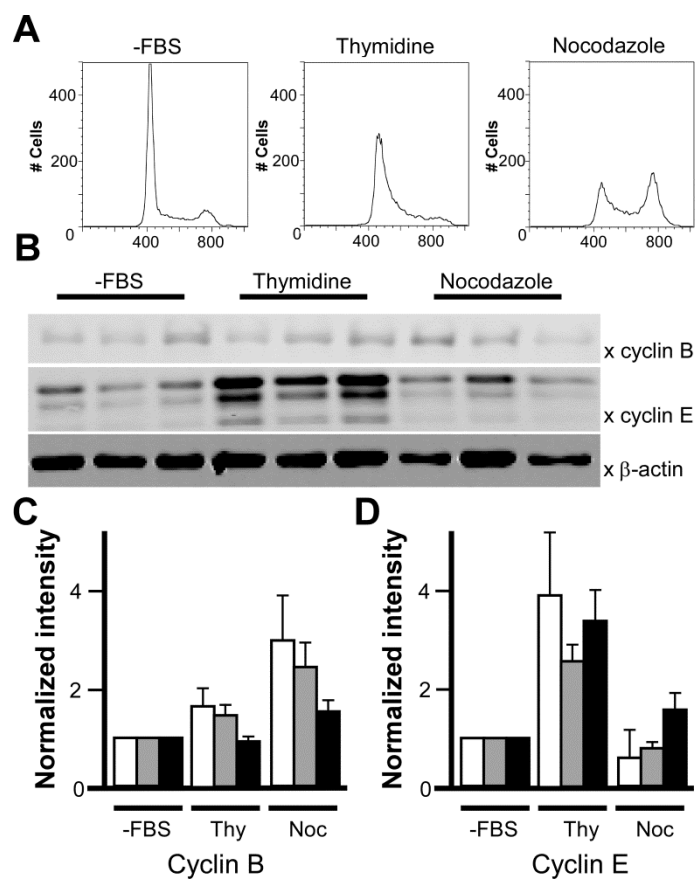 A
-FBS
Thymidine
Nocodazole
# Cells
400
200
0
400
800
# Cells
400
200
0
400
800
# Cells
400
200
0
400
800
B
-FBS
Thymidine
Nocodazole
x cyclin B
x cyclin E
x β-actin
C
Normalized intensity
4
2
0
-FBS
Thy
Noc
Cyclin B
D
Normalized intensity
4
2
0
-FBS
Thy
Noc
Cyclin E